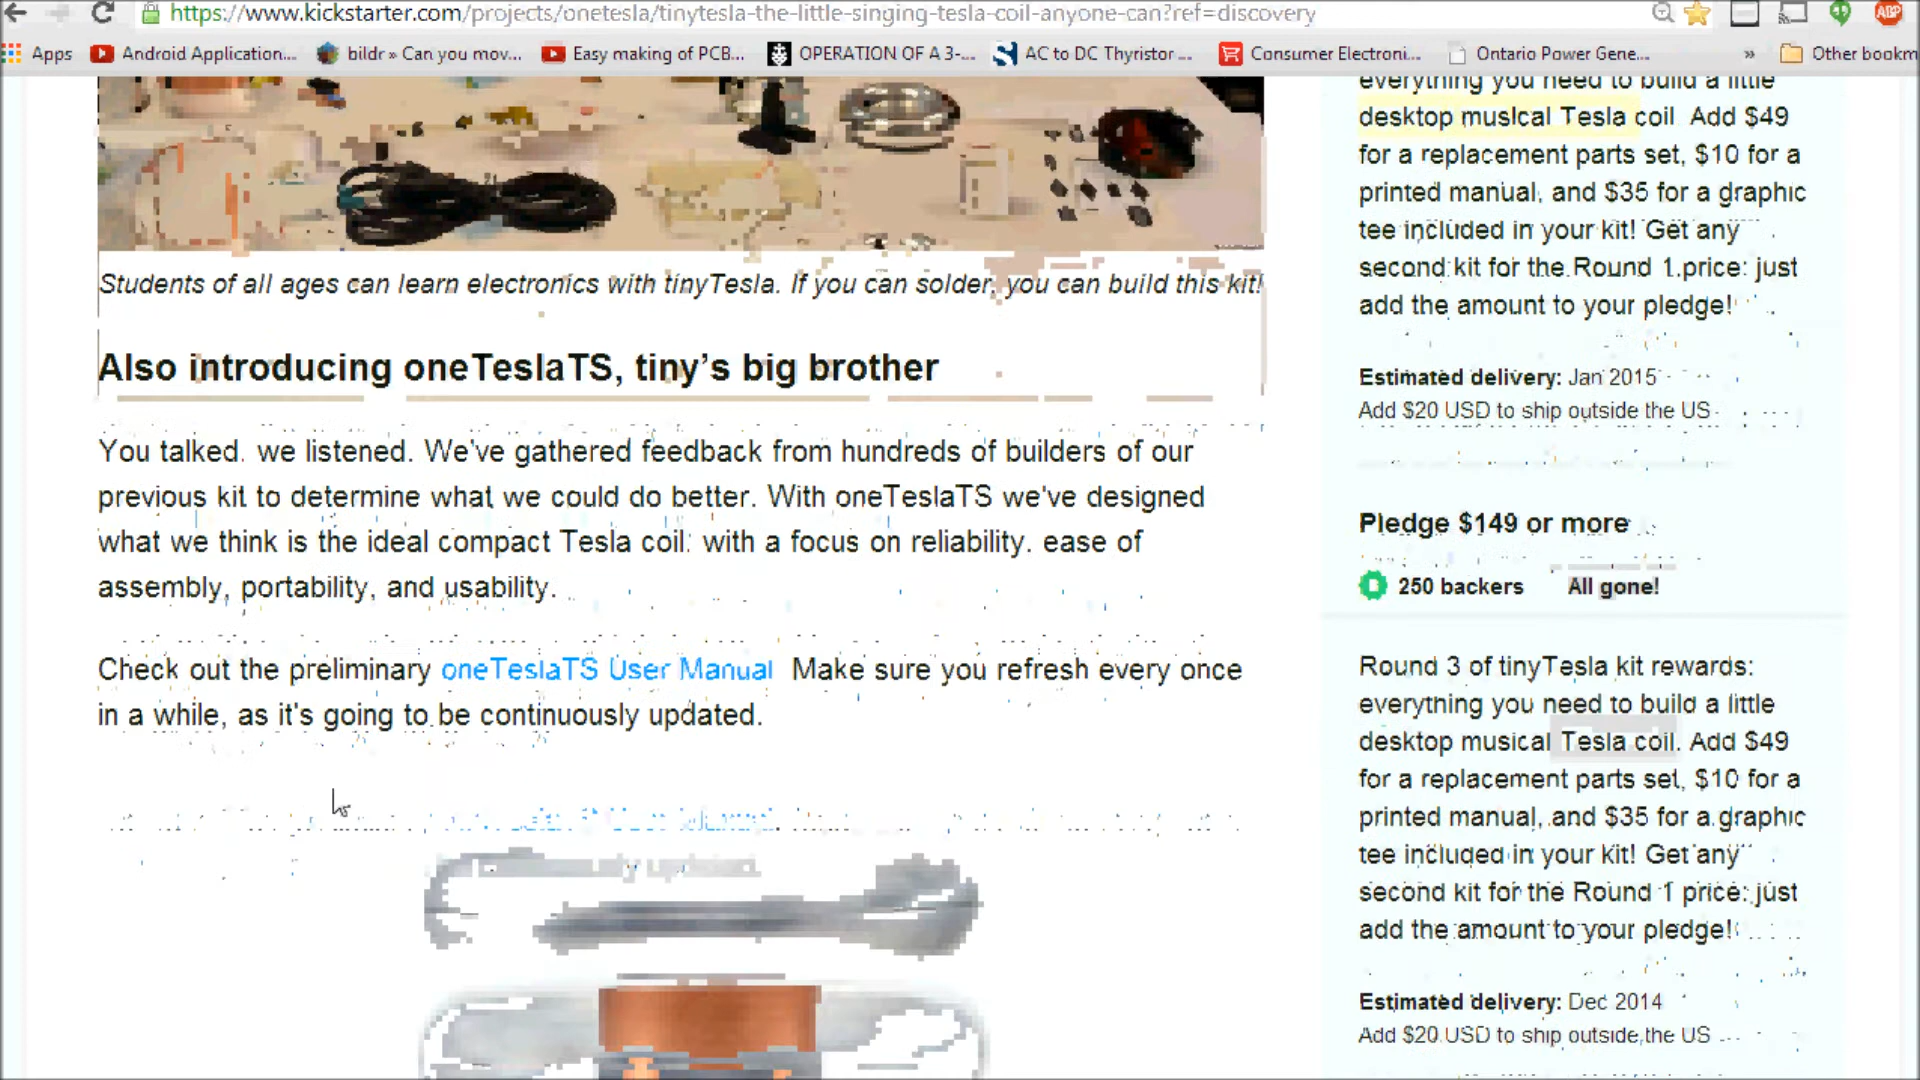 https://www.kickstarter.com/projects/onetesla/tinytesla-the-little-singing-tesla-coil-anyone-can?ref=discovery
ABP
Apps
Android Application...
bildr » Can you mov...
Easy making of PCB...
OPERATION OF A 3-...
AC to DC Thyristor ...
Consumer Electroni...
Ontario Power Gene...
»
Other bookm
Students of all ages can learn electronics with tinyTesla. If you can solder, you can build this kit!
Also introducing oneTeslaTS, tiny's big brother
You talked. we listened. We've gathered feedback from hundreds of builders of our
previous kit to determine what we could do better. With oneTeslaTS we've designed
what we think is the ideal compact Tesla coil: with a focus on reliability. ease of
assembly, portability, and usability.
Check out the preliminary oneTeslaTS User Manual Make sure you refresh every once
in a while, as it's going to be continuously updated.
everything you need to build a little
desktop musical Tesla coil Add $49
for a replacement parts set, $10 for a
printed manual, and $35 for a graphic
tee included in your kit! Get any
second kit for the Round 1 price: just
add the amount to your pledge!
Estimated delivery: Jan 2015
Add $20 USD to ship outside the US
Pledge $149 or more
250 backers All gone!
Round 3 of tinyTesla kit rewards:
everything you need to build a little
desktop musical Tesla coil. Add $49
for a replacement parts set, $10 for a
printed manual, and $35 for a graphic
tee included in your kit! Get any
second kit for the Round 1 price: just
add the amount to your pledge!
Estimated delivery: Dec 2014
Add $20 USD to ship outside the US